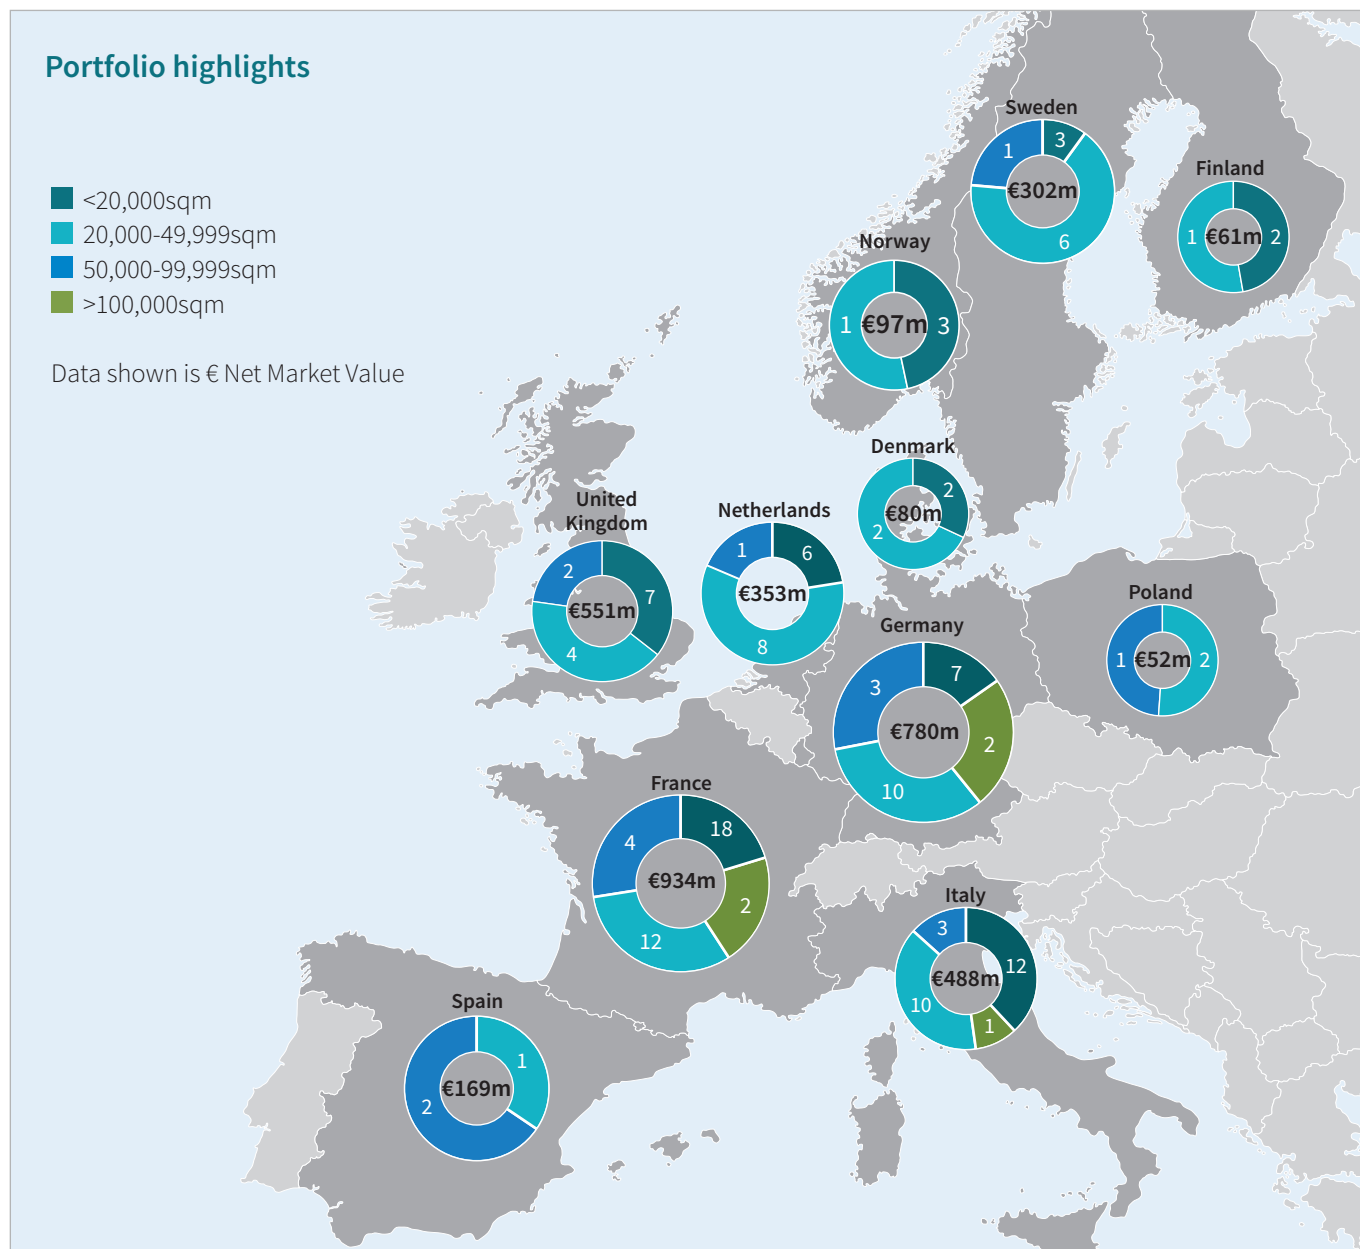 Portfolio highlights
<20,000sqm
20,000-49,999sqm
50,000-99,999sqm
>100,000sqm
Data shown is € Net Market Value
Sweden
1
3
€302m
6
Finland
1
€61m
2
Norway
1
€97m
3
Denmark
2
€80m
2
United
Kingdom
2
7
€551m
4
Netherlands
1
6
€353m
8
Poland
1
€52m
2
Germany
3
7
€780m
2
10
France
4
18
€934m
2
12
Italy
3
12
€488m
10
1
Spain
1
€169m
2